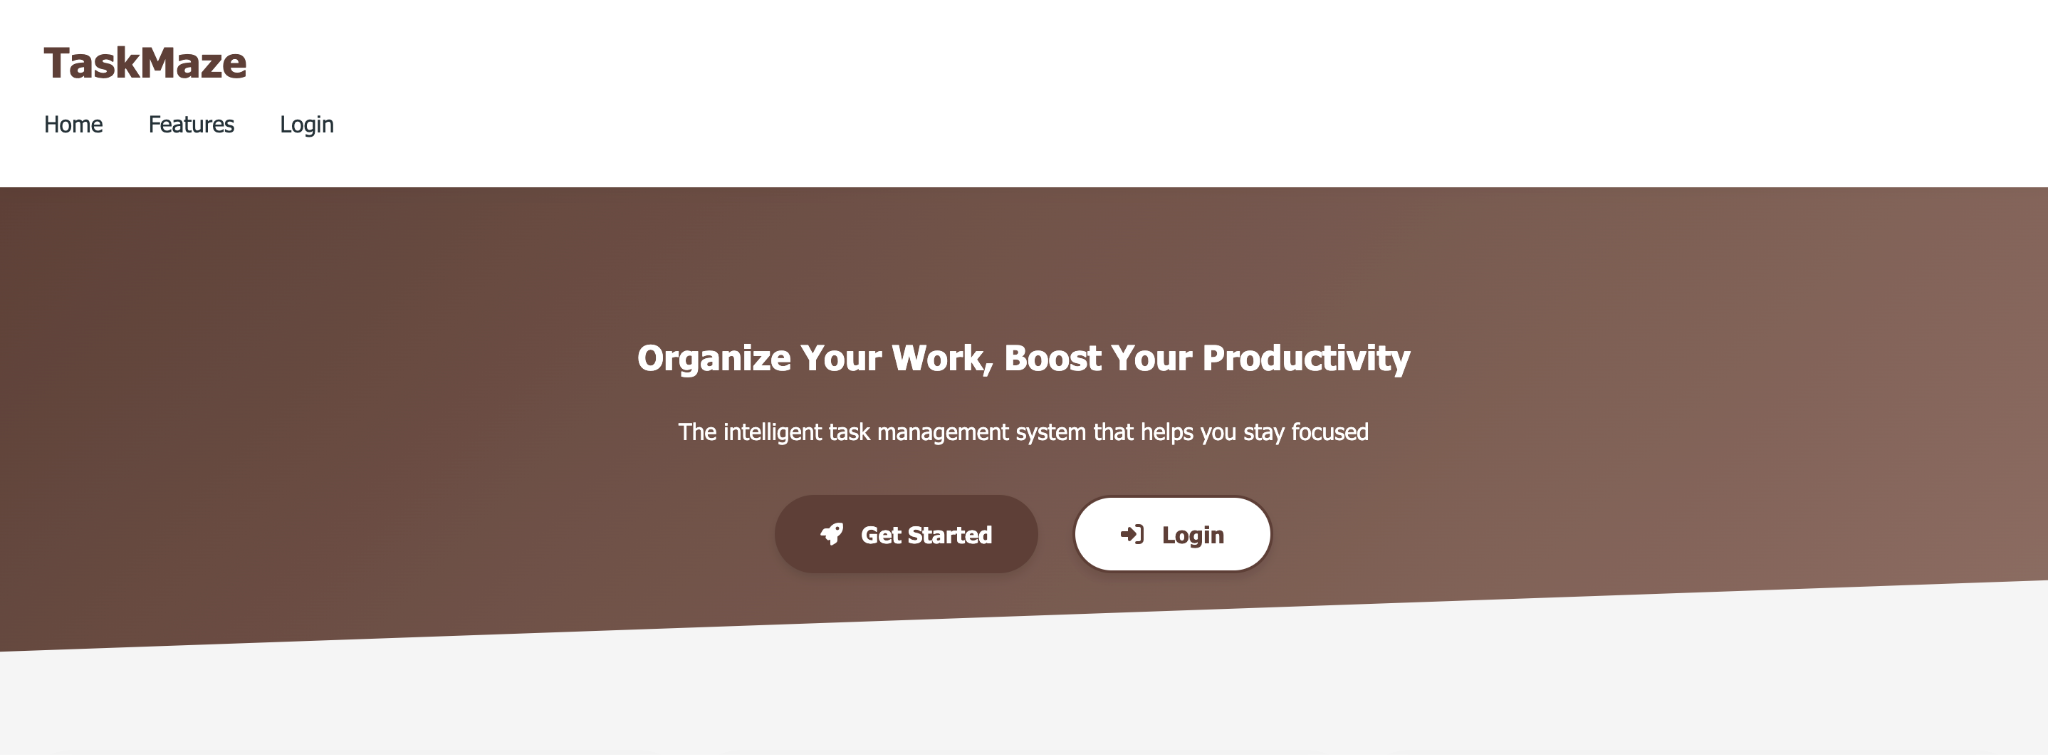 TaskMaze
Home Features Login
Organize Your Work, Boost Your Productivity
The intelligent task management system that helps you stay focused
Get Started Login